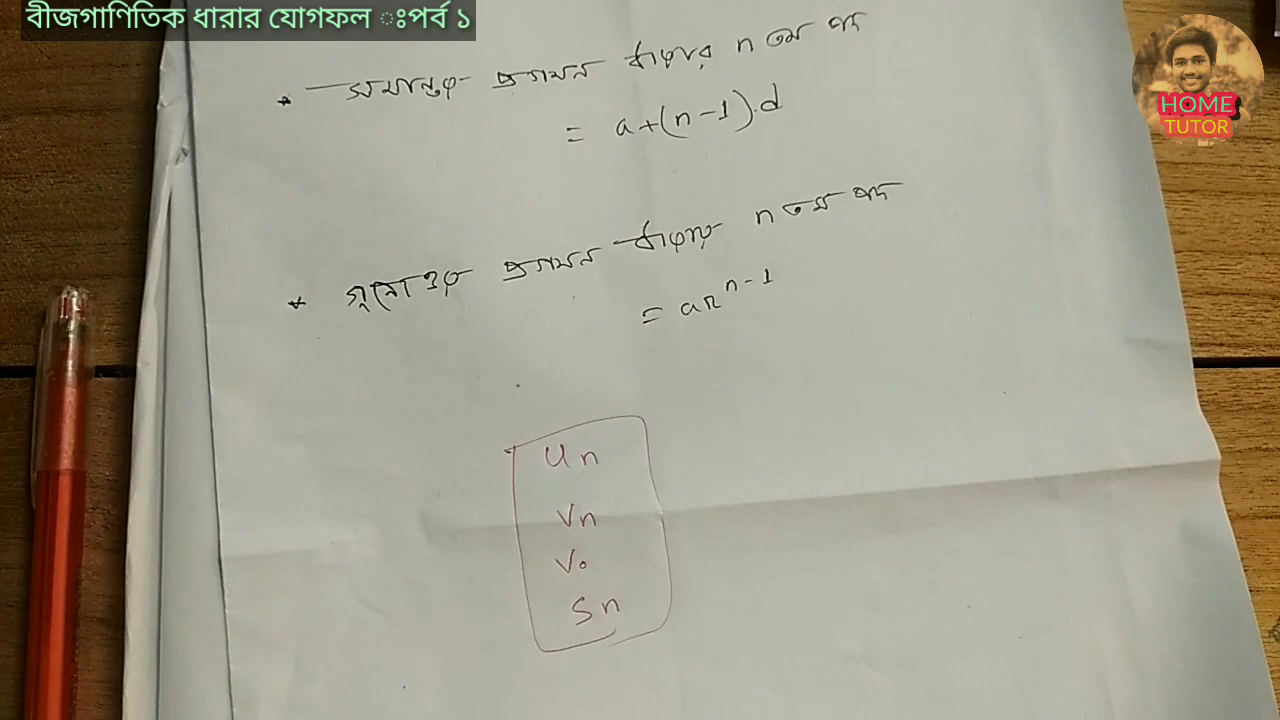 বীজগাণিতিক ধারার যোগফল ঃপর্ব ১
HOME
TUTOR
* সমান্তর প্রগমন ধারার n তম পদ
= a+(n-1).d
* গুনোত্তর প্রগমন ধারার n তম পদ
= ar^{n-1}
Un
Vn
V₀
Sn